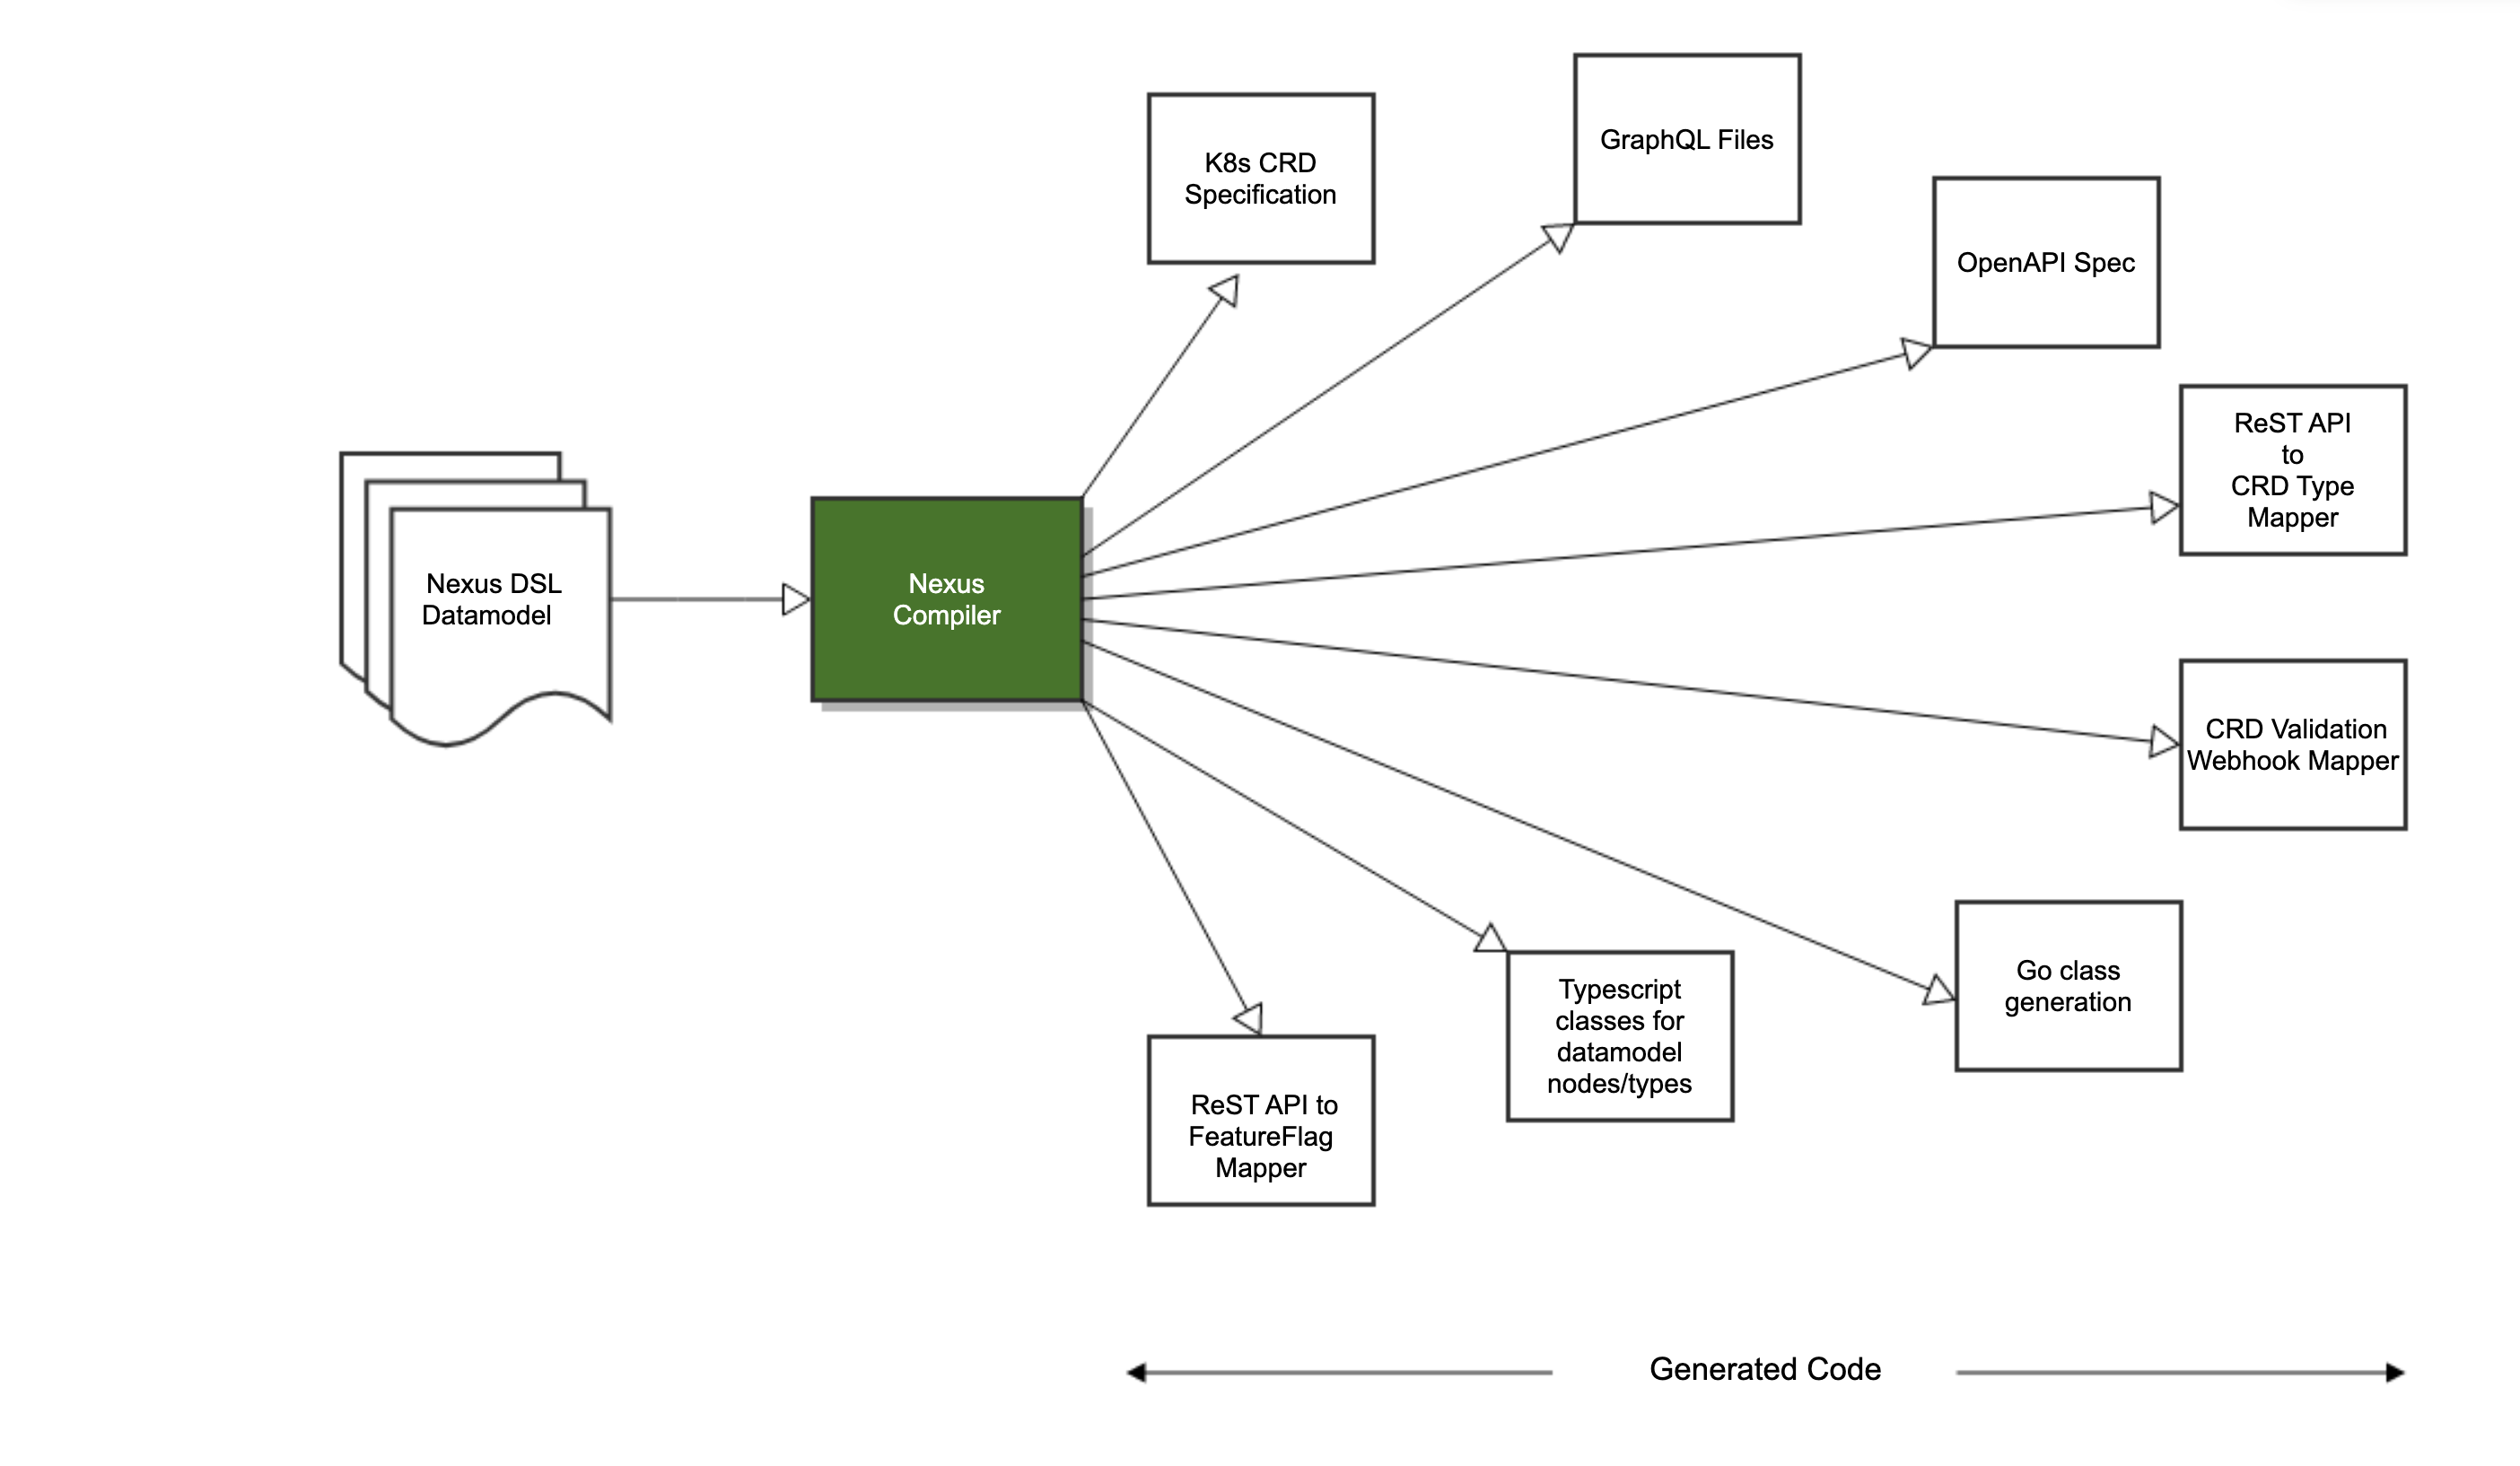 K8s CRD
Specification
GraphQL Files
OpenAPI Spec
ReST API
to
CRD Type
Mapper
Nexus DSL
Datamodel
Nexus
Compiler
CRD Validation
Webhook Mapper
Go class
generation
Typescript
classes for
datamodel
nodes/types
ReST API to
FeatureFlag
Mapper
Generated Code